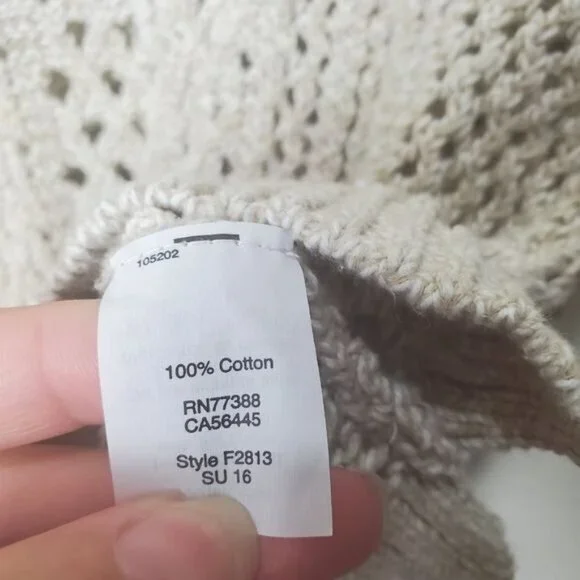 105202
100% Cotton
RN77388
CA56445
Style F2813
SU 16